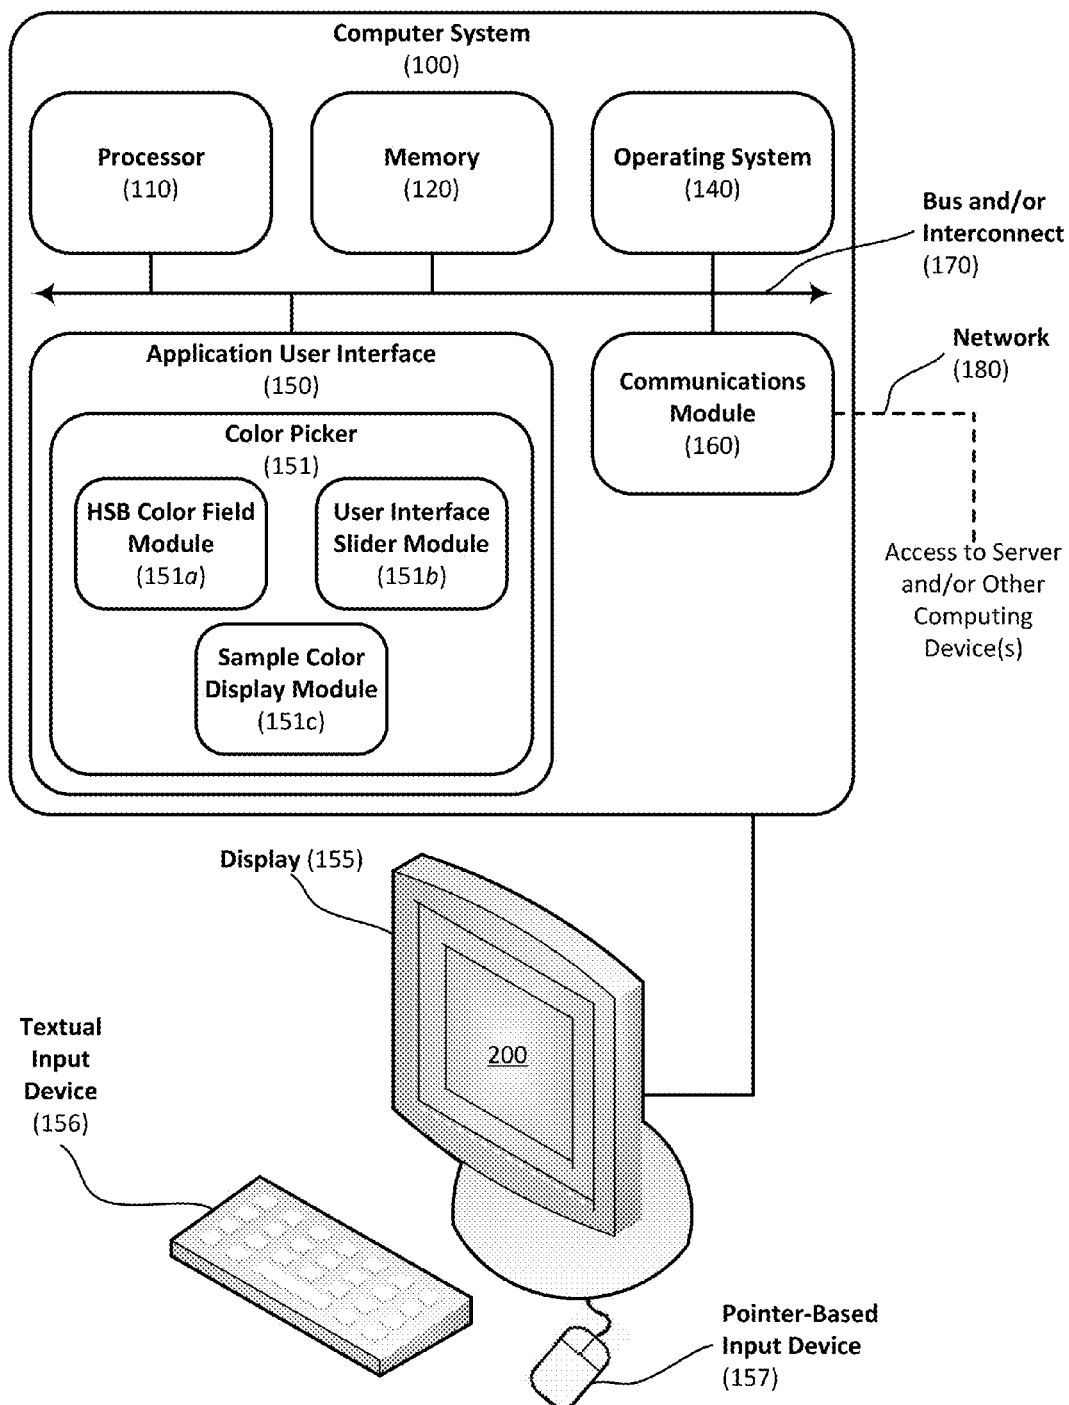 Computer System
(100)
Processor
(110)
Memory
(120)
Operating System
(140)
Bus and/or
Interconnect
(170)
Application User Interface
(150)
Color Picker
(151)
HSB Color Field
Module
(151a)
User Interface
Slider Module
(151b)
Sample Color
Display Module
(151c)
Communications
Module
(160)
Network
(180)
Access to Server
and/or Other
Computing
Device(s)
Display (155)
200
Textual
Input
Device
(156)
Pointer-Based
Input Device
(157)